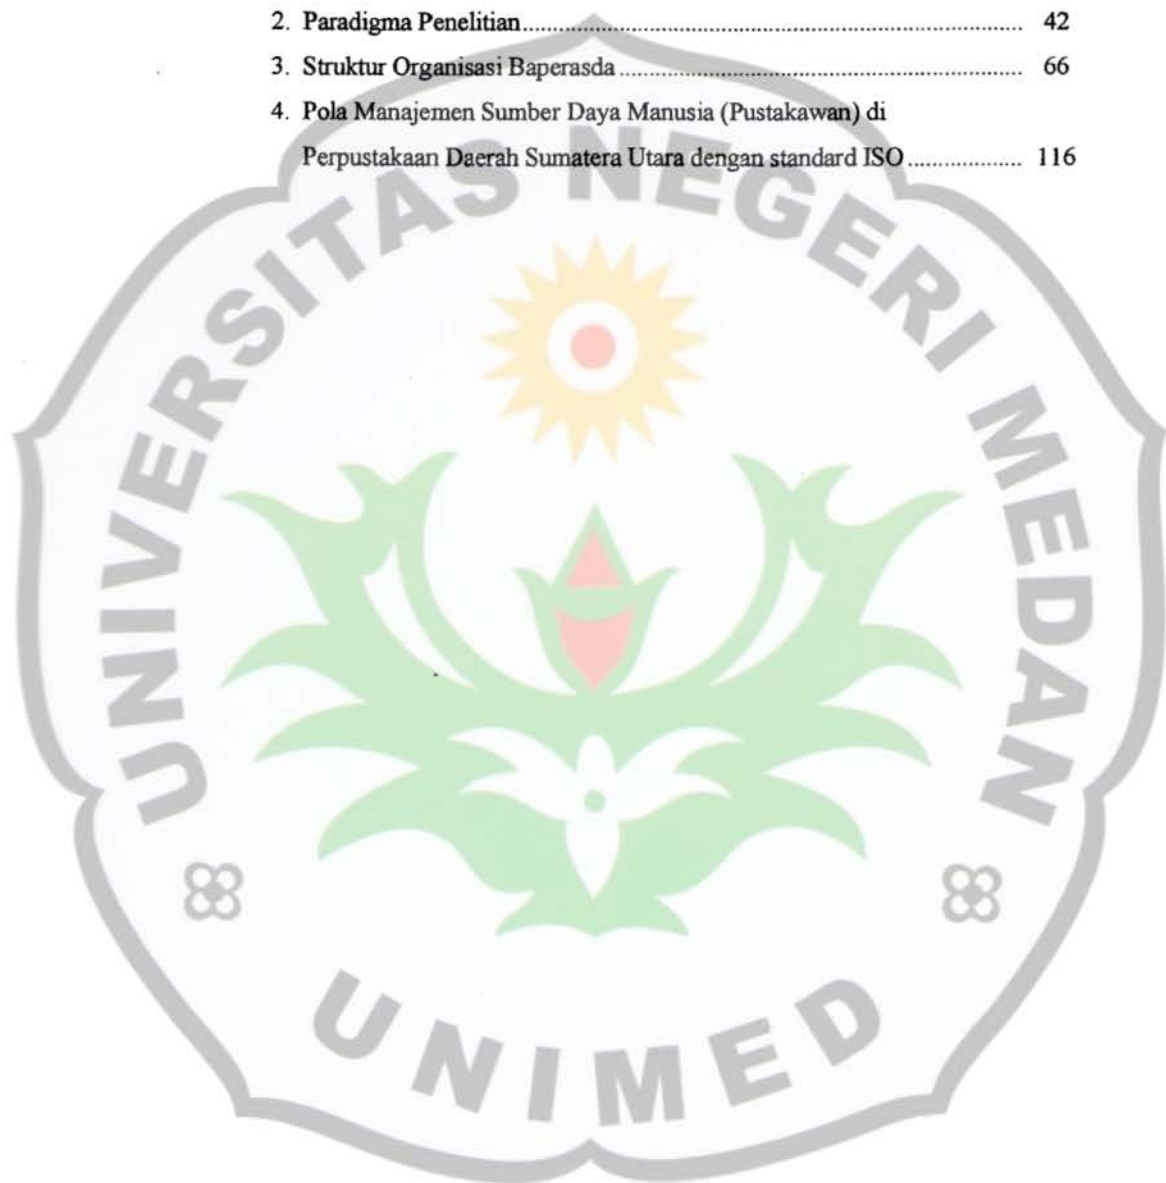 2. Paradigma Penelitian ........................................ 42
3. Struktur Organisasi Baperasda ........................................ 66
4. Pola Manajemen Sumber Daya Manusia (Pustakawan) di
Perpustakaan Daerah Sumatera Utara dengan standard ISO .................. 116
UNIVERSITAS NEGERI MEDAN
UNIMED